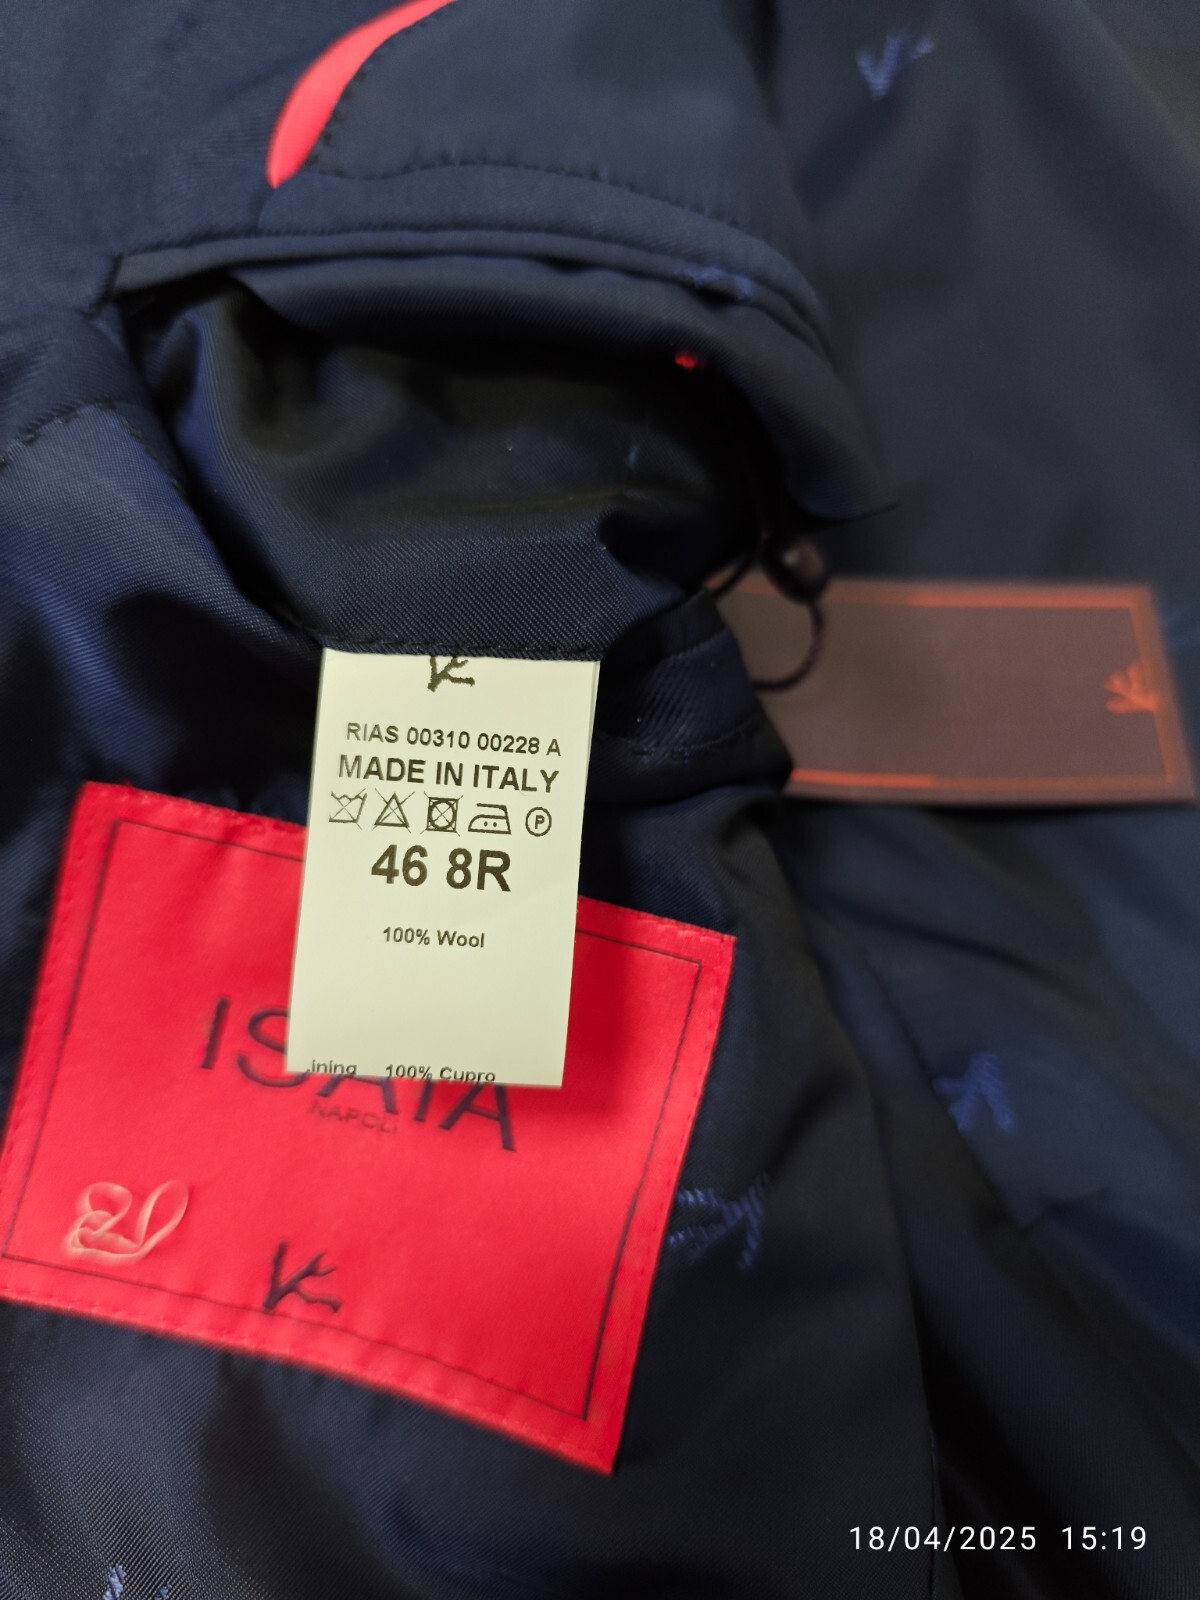 RIAS 00310 00228 A
MADE IN ITALY
P
46 8R
100% Wool
ining 100% Cupro
ISAIA
NAPOLI
18/04/2025 15:19